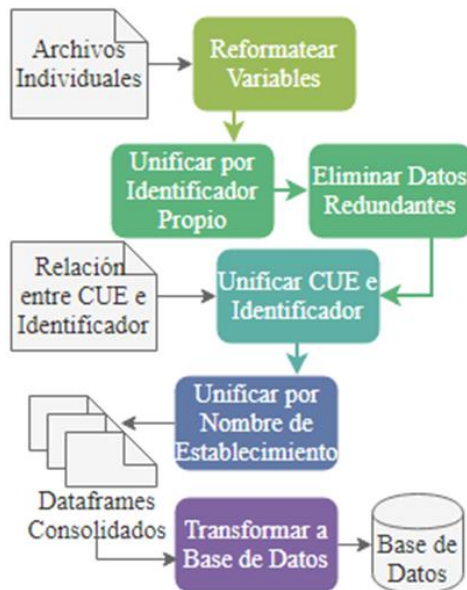 Archivos
Individuales
Reformatear
Variables
Unificar por
Identificador
Propio
Eliminar Datos
Redundantes
Relación
entre CUE e
Identificador
Unificar CUE e
Identificador
Unificar por
Nombre de
Establecimiento
Dataframes
Consolidados
Transformar a
Base de Datos
Base de
Datos